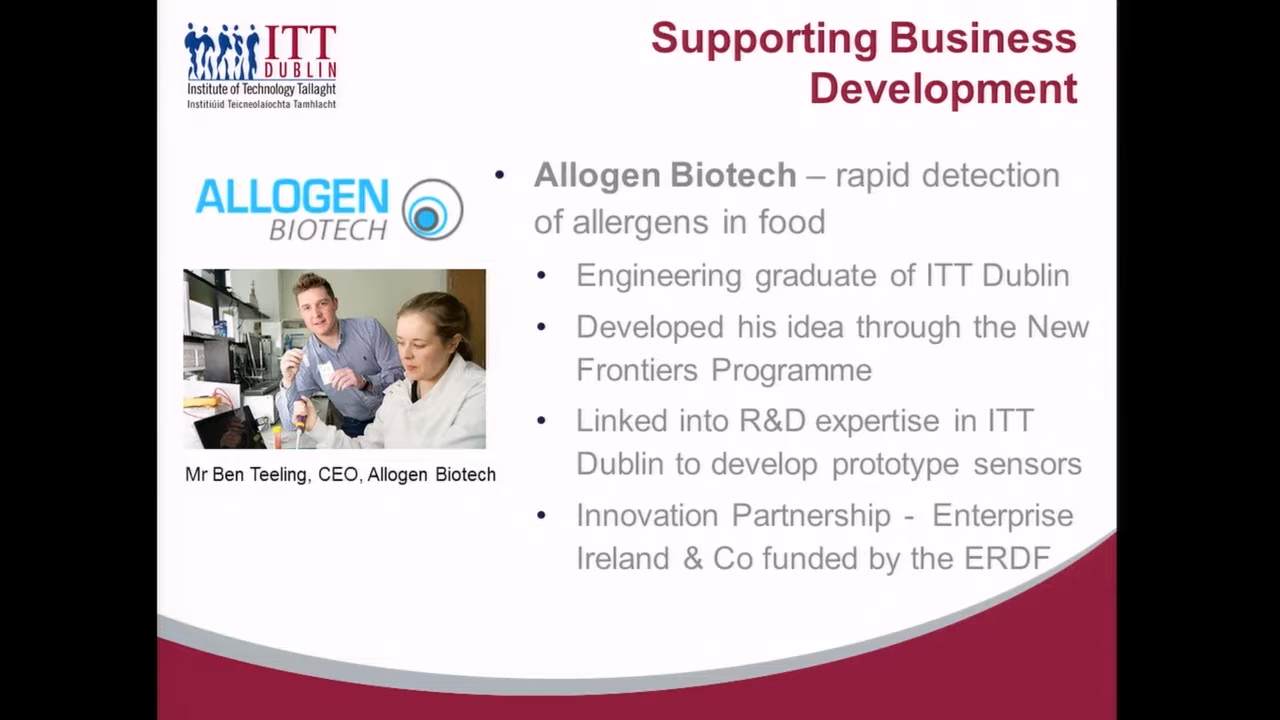 ITT
DUBLIN
Institute of Technology Tallaght
Institiúid Teicneolaíochta Tamhlacht
Supporting Business
Development
ALLOGEN
BIOTECH
Mr Ben Teeling, CEO, Allogen Biotech
• Allogen Biotech – rapid detection
of allergens in food
• Engineering graduate of ITT Dublin
• Developed his idea through the New
Frontiers Programme
• Linked into R&D expertise in ITT
Dublin to develop prototype sensors
• Innovation Partnership - Enterprise
Ireland & Co funded by the ERDF